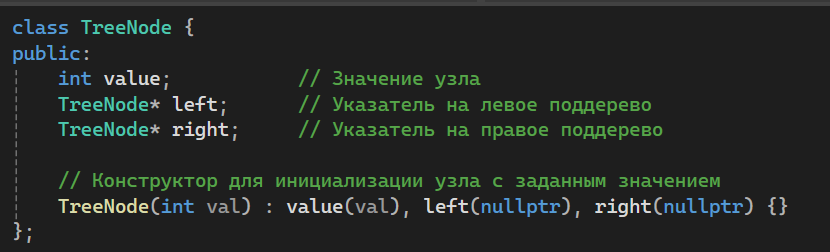 class TreeNode {
public:
    int value;           // Значение узла
    TreeNode* left;      // Указатель на левое поддерево
    TreeNode* right;     // Указатель на правое поддерево

    // Конструктор для инициализации узла с заданным значением
    TreeNode(int val) : value(val), left(nullptr), right(nullptr) {}
};